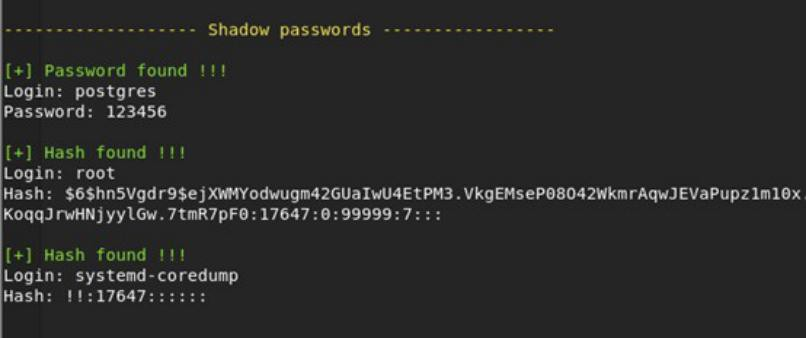 ------------------- Shadow passwords -----------------
[+] Password found !!!
Login: postgres
Password: 123456
[+] Hash found !!!
Login: root
Hash: $6$hn5Vgdr9$ejXWMYodwugm42GUaIwU4EtPM3.VkgEMseP08O42WkmrAqwJEVaPupz1m10x.
KoqqJrwHNjyylGw.7tmR7pF0:17647:0:99999:7:::
[+] Hash found !!!
Login: systemd-coredump
Hash: !!:17647::::::